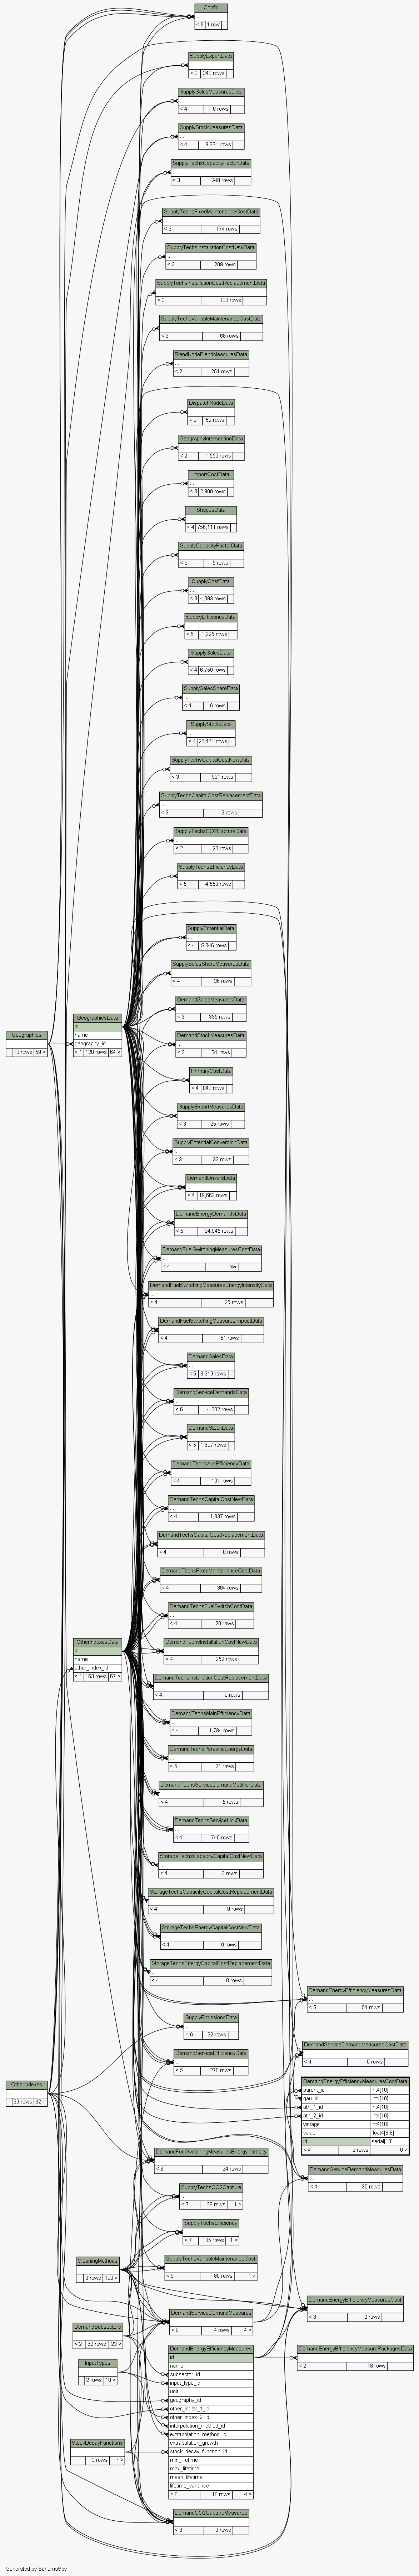 Config
< 8 1 row
SupplyExportData
...
< 3 340 rows
SupplySalesMeasuresData
...
< 4 0 rows
SupplyStockMeasuresData
...
< 4 9,331 rows
SupplyTechsCapacityFactorData
...
< 3 240 rows
SupplyTechsFixedMaintenanceCostData
...
< 3 174 rows
SupplyTechsInstallationCostNewData
...
< 3 209 rows
SupplyTechsInstallationCostReplacementData
...
< 3 180 rows
SupplyTechsVariableMaintenanceCostData
...
< 3 68 rows
BlendNodeBlendMeasuresData
...
< 2 251 rows
DispatchNodeData
...
< 2 52 rows
GeographyIntersectionData
...
< 2 1,550 rows
ImportCostData
...
< 3 2,800 rows
ShapesData
...
< 4 756,111 rows
SupplyCapacityFactorData
...
< 2 5 rows
SupplyCostData
...
< 3 4,093 rows
SupplyEfficiencyData
...
< 5 1,225 rows
SupplySalesData
...
< 4 6,750 rows
SupplySalesShareData
...
< 4 6 rows
SupplyStockData
...
< 4 26,471 rows
SupplyTechsCapitalCostNewData
...
< 3 831 rows
SupplyTechsCapitalCostReplacementData
...
< 3 2 rows
SupplyTechsCO2CaptureData
...
< 2 28 rows
SupplyTechsEfficiencyData
...
< 5 4,559 rows
SupplyPotentialData
...
< 4 5,846 rows
SupplySalesShareMeasuresData
...
< 4 36 rows
DemandSalesMeasuresData
...
< 3 335 rows
Geographies
10 rows 59 >
GeographiesData
id
name
geography_id
< 1 128 rows 64 >
DemandStockMeasuresData
...
< 3 54 rows
PrimaryCostData
...
< 4 848 rows
SupplyExportMeasuresData
...
< 3 25 rows
SupplyPotentialConversionData
...
< 3 33 rows
DemandDriversData
...
< 4 19,662 rows
DemandEnergyDemandsData
...
< 5 94,945 rows
DemandFuelSwitchingMeasuresCostData
...
< 4 1 row
DemandFuelSwitchingMeasuresEnergyIntensityData
...
< 4 25 rows
DemandFuelSwitchingMeasuresImpactData
...
< 4 51 rows
DemandSalesData
...
< 5 3,319 rows
DemandServiceDemandsData
...
< 6 4,832 rows
DemandStockData
...
< 5 1,887 rows
DemandTechsAuxEfficiencyData
...
< 4 101 rows
DemandTechsCapitalCostNewData
...
< 4 1,337 rows
DemandTechsCapitalCostReplacementData
...
< 4 0 rows
DemandTechsFixedMaintenanceCostData
...
< 4 364 rows
DemandTechsFuelSwitchCostData
...
< 4 20 rows
OtherIndexesData
id
name
other_index_id
< 1 163 rows 67 >
DemandTechsInstallationCostNewData
...
< 4 252 rows
DemandTechsInstallationCostReplacementData
...
< 4 0 rows
DemandTechsMainEfficiencyData
...
< 4 1,784 rows
DemandTechsParasiticEnergyData
...
< 5 21 rows
DemandTechsServiceDemandModifierData
...
< 4 5 rows
DemandTechsServiceLinkData
...
< 4 740 rows
StorageTechsCapacityCapitalCostNewData
...
< 4 2 rows
StorageTechsCapacityCapitalCostReplacementData
...
< 4 0 rows
StorageTechsEnergyCapitalCostNewData
...
< 4 9 rows
StorageTechsEnergyCapitalCostReplacementData
...
< 4 0 rows
DemandEnergyEfficiencyMeasuresData
...
< 5 54 rows
SupplyEmissionsData
...
< 6 32 rows
DemandServiceDemandMeasuresCostData
...
< 4 0 rows
DemandServiceEfficiency
...
< 5 278 rows
OtherIndexes
28 rows 62 >
DemandEnergyEfficiencyMeasuresCostData
parent_id int4[10]
gau_id int4[10]
oth_1_id int4[10]
oth_2_id int4[10]
vintage int4[10]
value float8[8,8]
id serial[10]
< 4 2 rows 0 >
DemandFuelSwitchingMeasuresEnergyIntensity
...
< 6 24 rows
DemandServiceDemandMeasuresData
...
< 4 30 rows
SupplyTechsCO2Capture
...
< 7 28 rows 1 >
SupplyTechsEfficiency
...
< 7 105 rows 1 >
CleaningMethods
8 rows 108 >
SupplyTechsVariableMaintenanceCost
...
< 8 80 rows 1 >
DemandEnergyEfficiencyMeasuresCost
...
< 8 2 rows
DemandServiceDemandMeasures
...
< 8 4 rows 4 >
DemandSubsectors
...
< 2 62 rows 23 >
DemandEnergyEfficiencyMeasures
id
name
subsector_id
input_type_id
unit
geography_id
other_index_1_id
other_index_2_id
interpolation_method_id
extrapolation_method_id
extrapolation_growth
stock_decay_function_id
min_lifetime
max_lifetime
mean_lifetime
lifetime_variance
< 8 18 rows 4 >
DemandEnergyEfficiencyMeasurePackagesData
...
< 2 18 rows
InputTypes
2 rows 10 >
StockDecayFunctions
...
3 rows 7 >
DemandCO2CaptureMeasures
...
< 8 0 rows
Generated by SchemaSpy